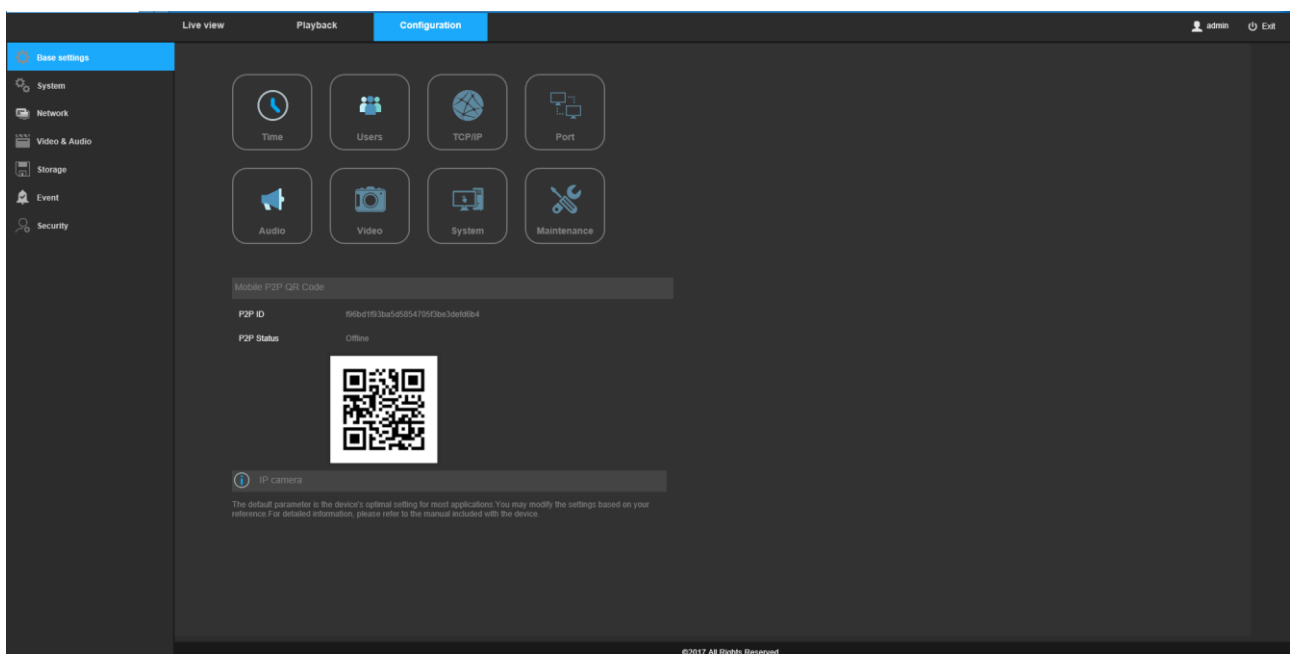 Live view Playback Configuration admin Exit
Base settings
System
Network
Video & Audio
Storage
Event
Security
Time Users TCP/IP Port
Audio Video System Maintenance
Mobile P2P QR Code
P2P ID f96bd1f93ba5d5854705f3be3defd6b4
P2P Status Offline
IP camera
The default parameter is the device's optimal setting for most applications.You may modify the settings based on your
reference.For detailed information, please refer to the manual included with the device.
©2017 All Rights Reserved